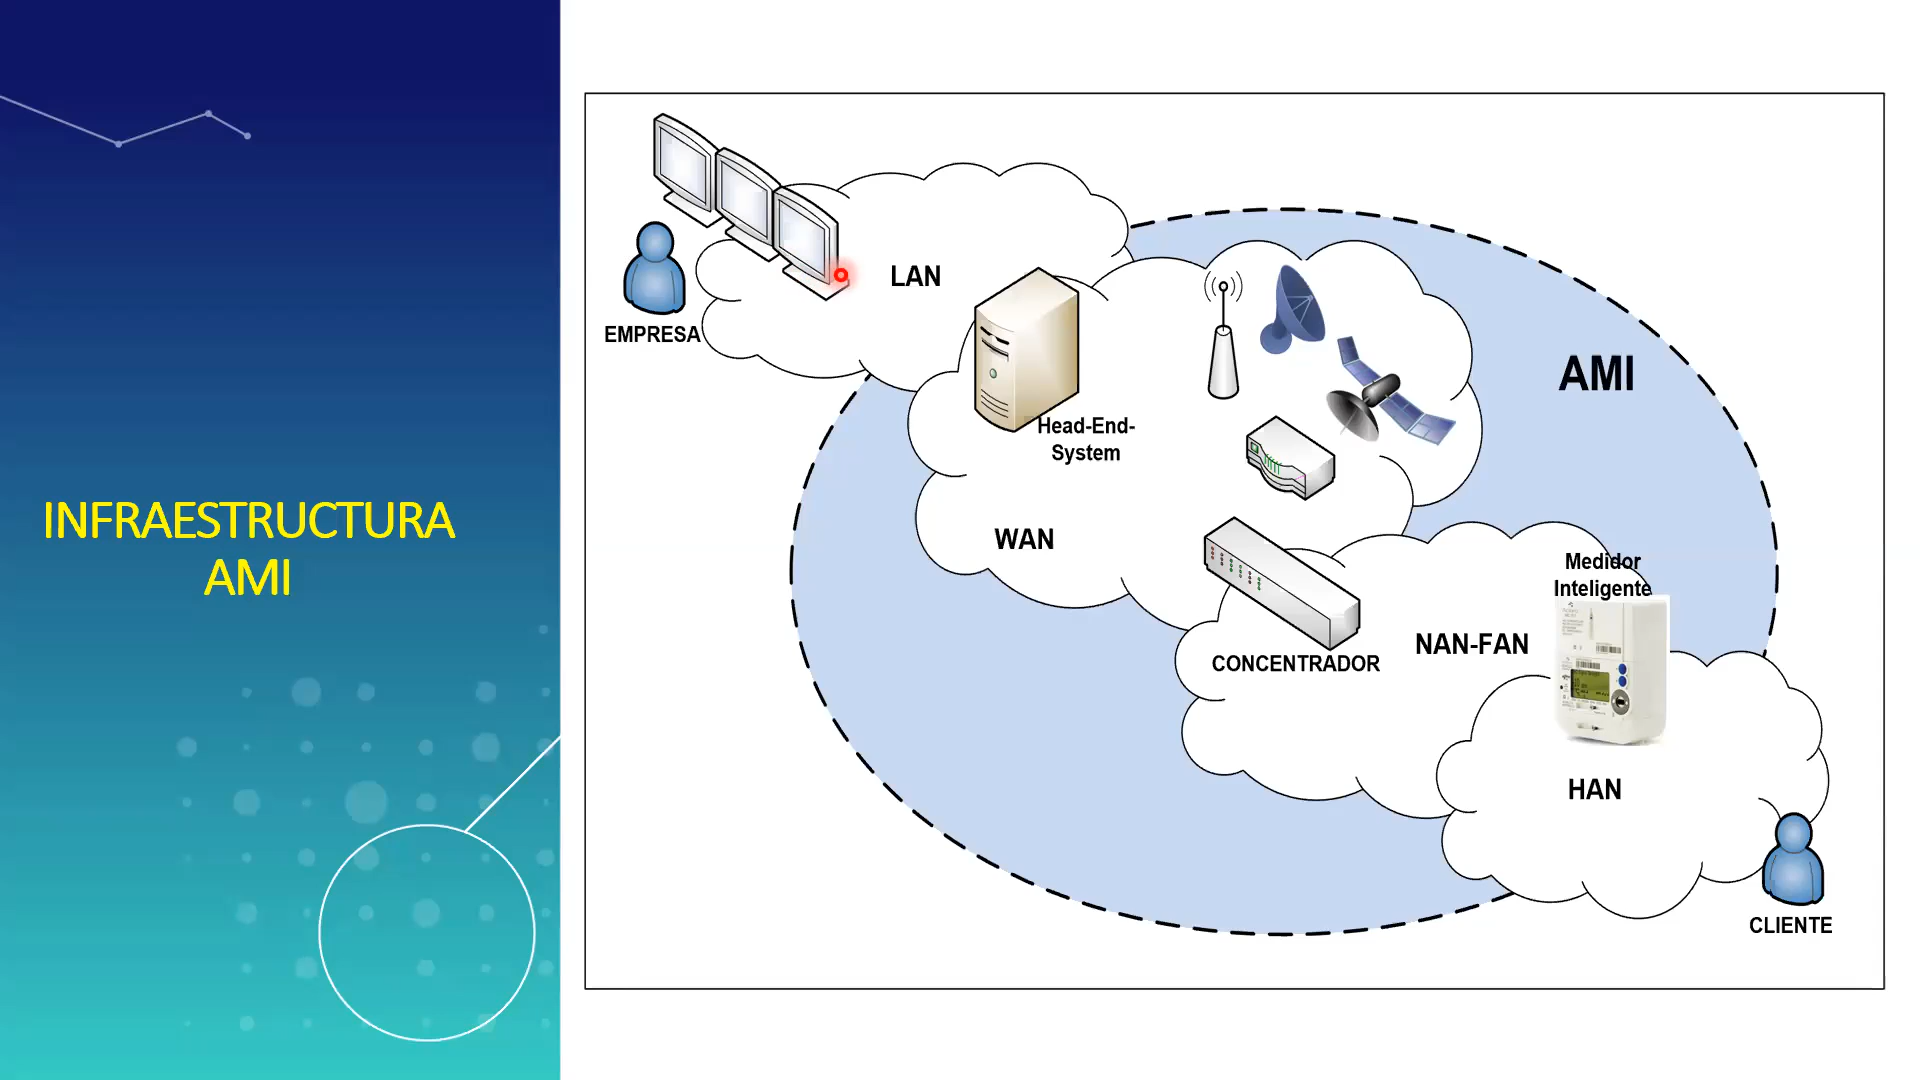 INFRAESTRUCTURA
AMI
LAN
EMPRESA
AMI
Head-End-
System
WAN
Medidor
Inteligente
NAN-FAN
CONCENTRADOR
HAN
CLIENTE